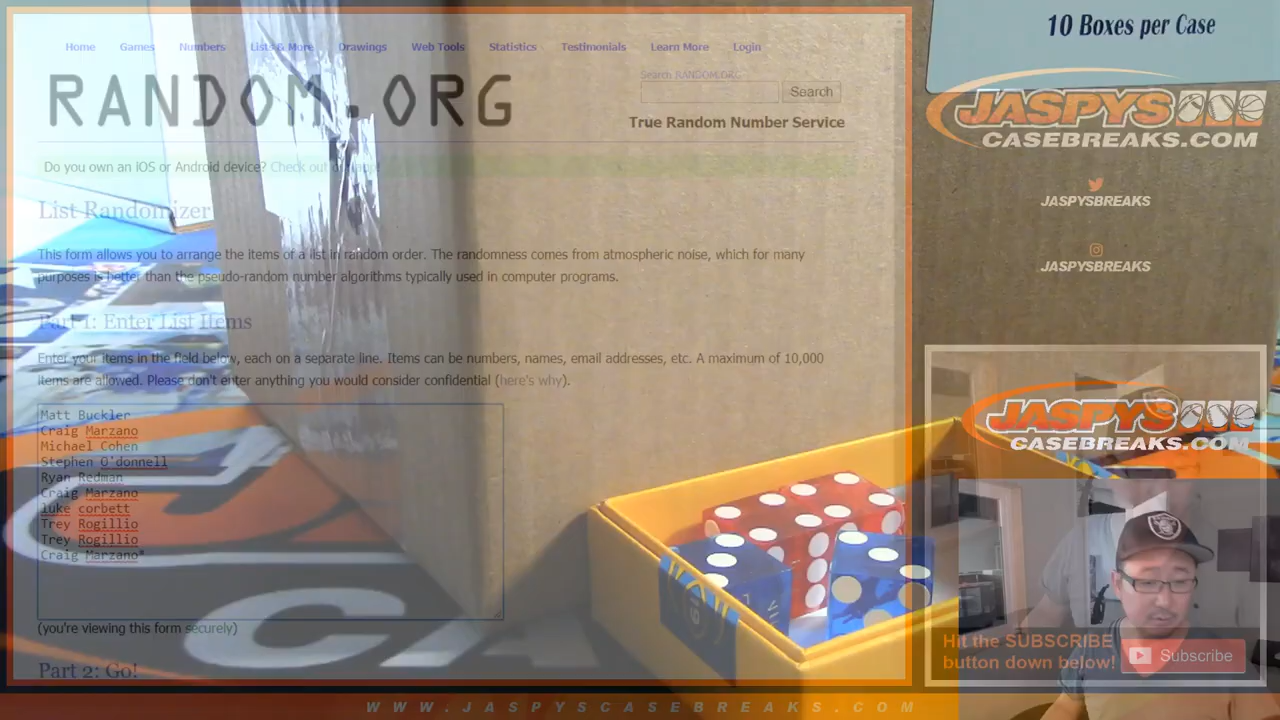 10 Boxes per Case
Home Games Numbers Lists & More Drawings Web Tools Statistics Testimonials Learn More Login
RANDOM.ORG
Search RANDOM.ORG
Search
True Random Number Service
Do you own an iOS or Android device? Check out our app!
List Randomizer
This form allows you to arrange the items of a list in random order. The randomness comes from atmospheric noise, which for many
purposes is better than the pseudo-random number algorithms typically used in computer programs.
Part 1: Enter List Items
Enter your items in the field below, each on a separate line. Items can be numbers, names, email addresses, etc. A maximum of 10,000
items are allowed. Please don't enter anything you would consider confidential (here's why).
Matt Buckler
Craig Marzano
Michael Cohen
Stephen O'donnell
Ryan Redman
Craig Marzano
luke corbett
Trey Rogillio
Trey Rogillio
Craig Marzano*
(you're viewing this form securely)
Part 2: Go!
JASPYS
CASEBREAKS.COM
JASPYSBREAKS
JASPYSBREAKS
JASPYS
CASEBREAKS.COM
Hit the SUBSCRIBE
button down below!
Subscribe
WWW.JASPYSCASEBREAKS.COM